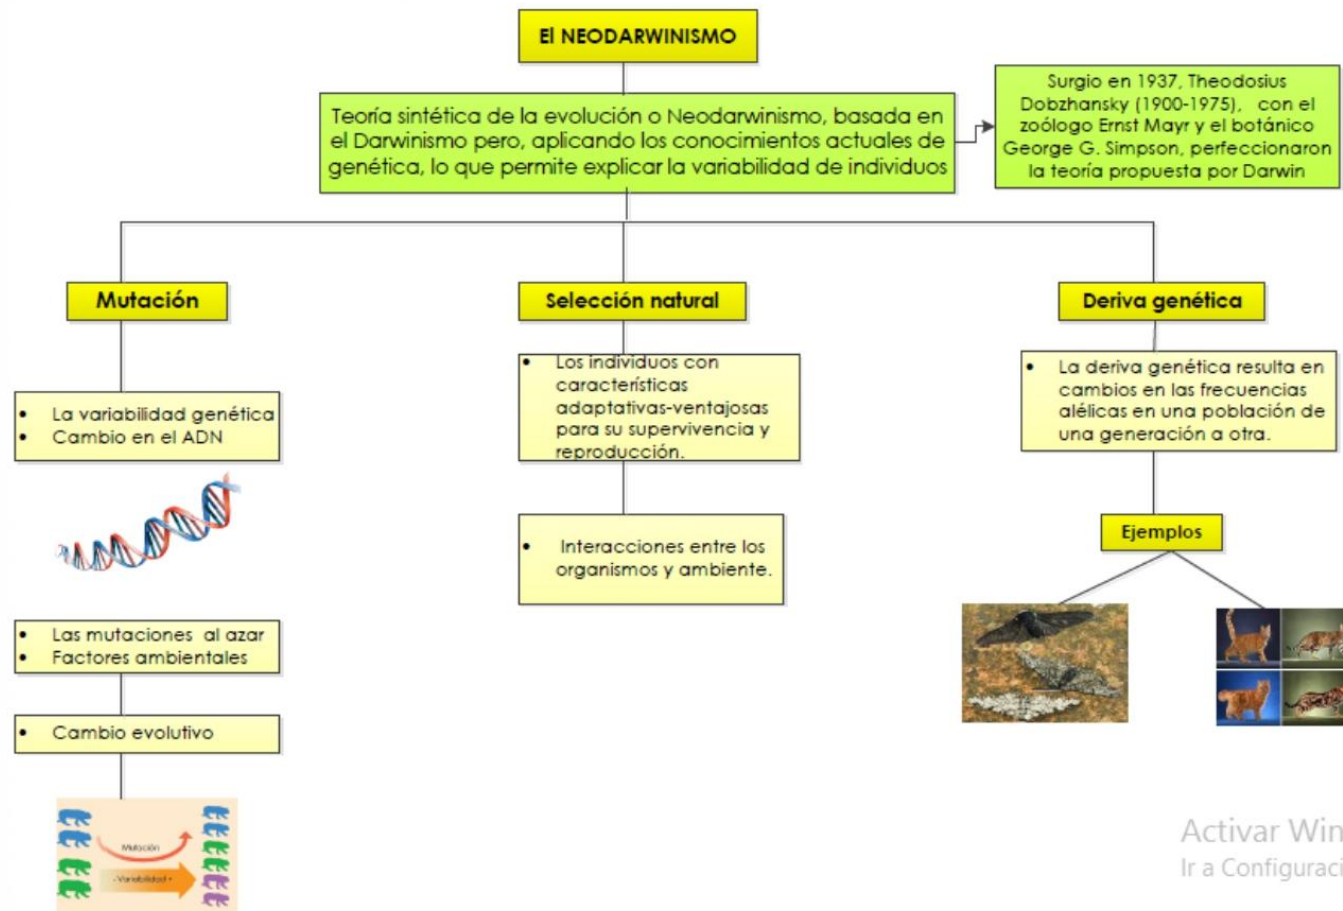 El NEODARWINISMO
Teoría sintética de la evolución o Neodarwinismo, basada en
el Darwinismo pero, aplicando los conocimientos actuales de
genética, lo que permite explicar la variabilidad de individuos
Surgio en 1937, Theodosius
Dobzhansky (1900-1975), con el
zoólogo Ernst Mayr y el botánico
George G. Simpson, perfeccionaron
la teoría propuesta por Darwin
Mutación
• La variabilidad genética
• Cambio en el ADN
• Las mutaciones al azar
• Factores ambientales
• Cambio evolutivo
Mutación
- Variabilidad +
Selección natural
• Los individuos con
características
adaptativas-ventajosas
para su supervivencia y
reproducción.
• Interacciones entre los
organismos y ambiente.
Deriva genética
• La deriva genética resulta en
cambios en las frecuencias
alélicas en una población de
una generación a otra.
Ejemplos
Activar Win
Ir a Configuraci